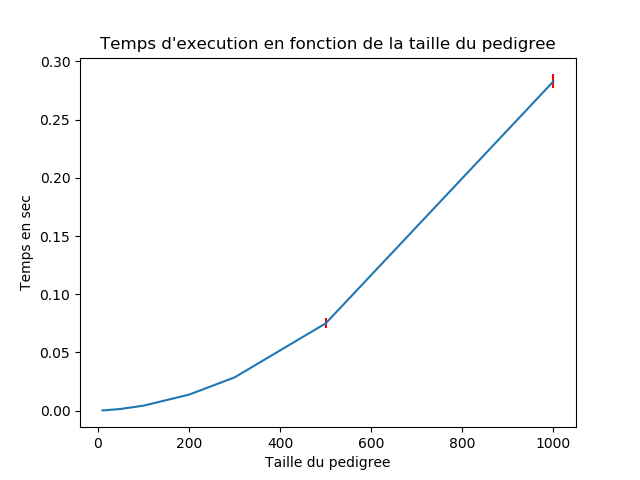 Temps d'execution en fonction de la taille du pedigree
0.30
0.25
0.20
0.15
0.10
0.05
0.00
Temps en sec
0 200 400 600 800 1000
Taille du pedigree